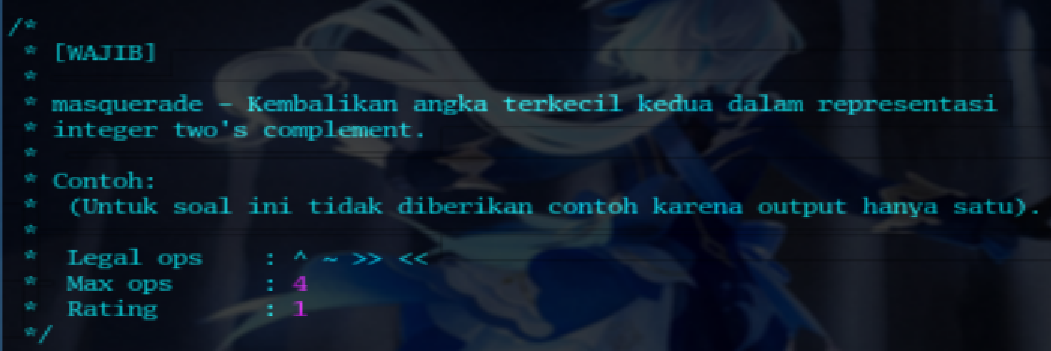 /*
* [WAJIB]
*
* masquerade - Kembalikan angka terkecil kedua dalam representasi
* integer two's complement.
*
* Contoh:
* (Untuk soal ini tidak diberikan contoh karena output hanya satu).
*
* Legal ops : ^ ~ >> <<
* Max ops : 4
* Rating : 1
*/